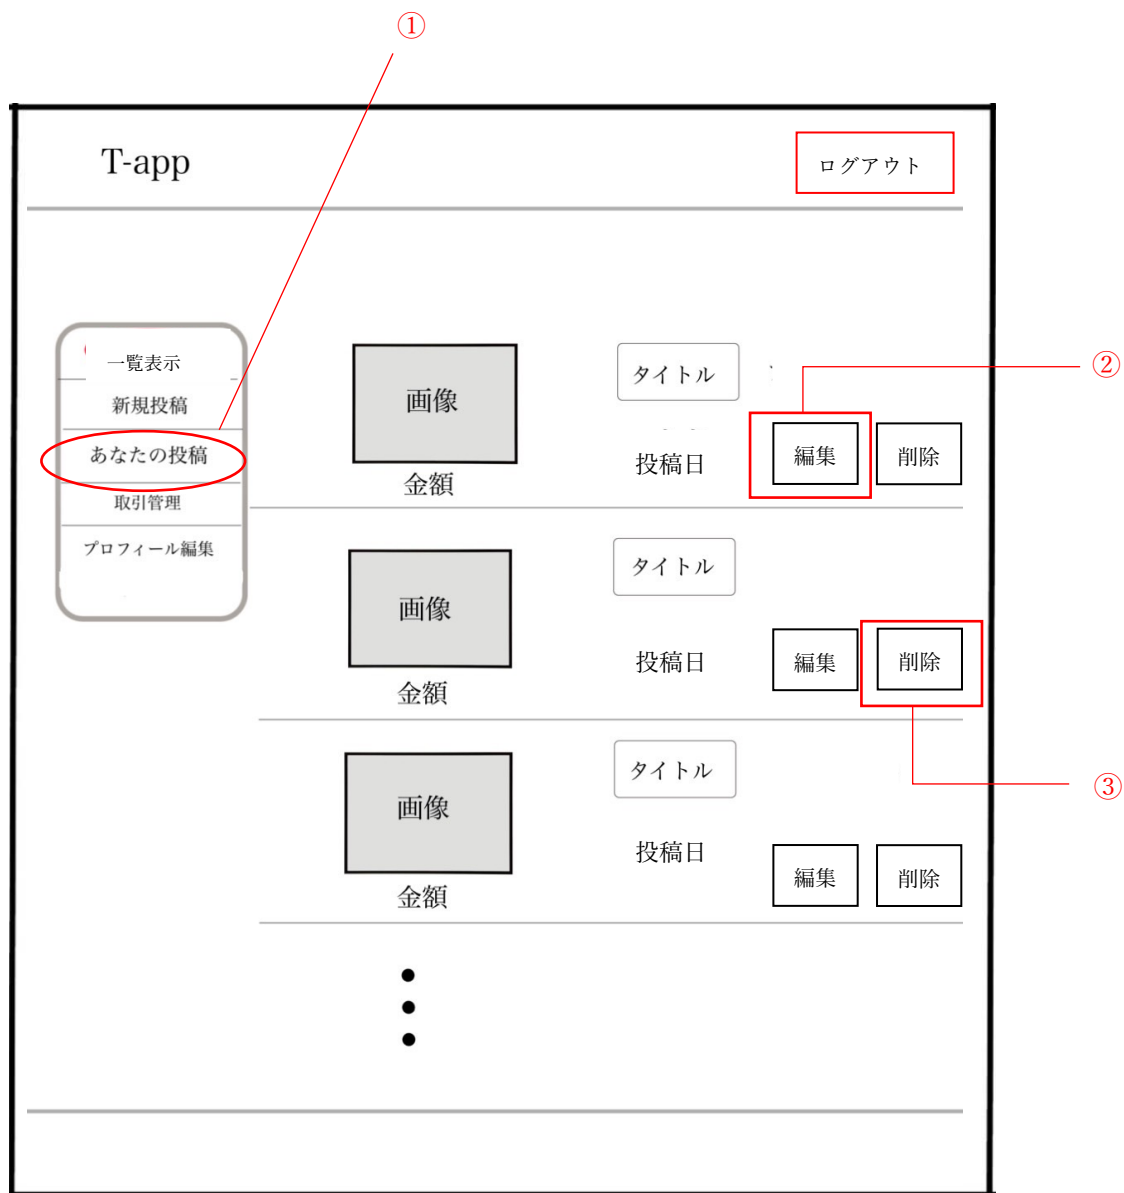 ①
T-app
ログアウト
一覧表示
新規投稿
あなたの投稿
取引管理
プロフィール編集
画像
金額
タイトル
投稿日
編集
削除
②
画像
金額
タイトル
投稿日
編集
削除
③
画像
金額
タイトル
投稿日
編集
削除